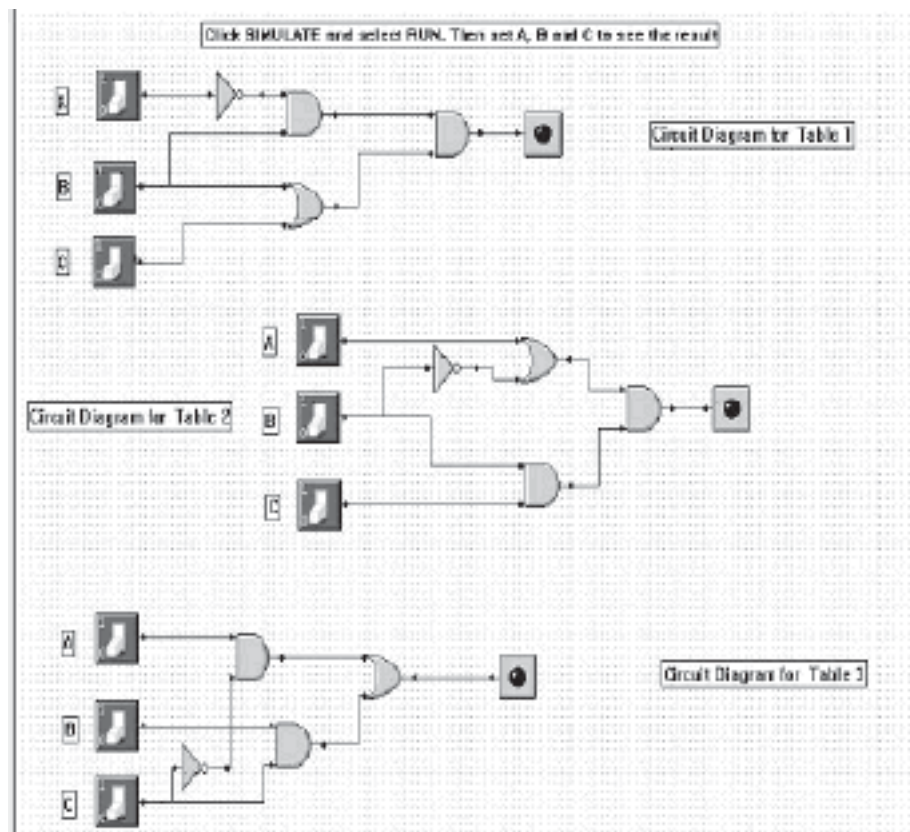 Click SIMULATE and select RUN. Then set A, B and C to see the result
A
Circuit Diagram for Table 1
B
C
A
Circuit Diagram for Table 2
B
C
A
Circuit Diagram for Table 3
B
C